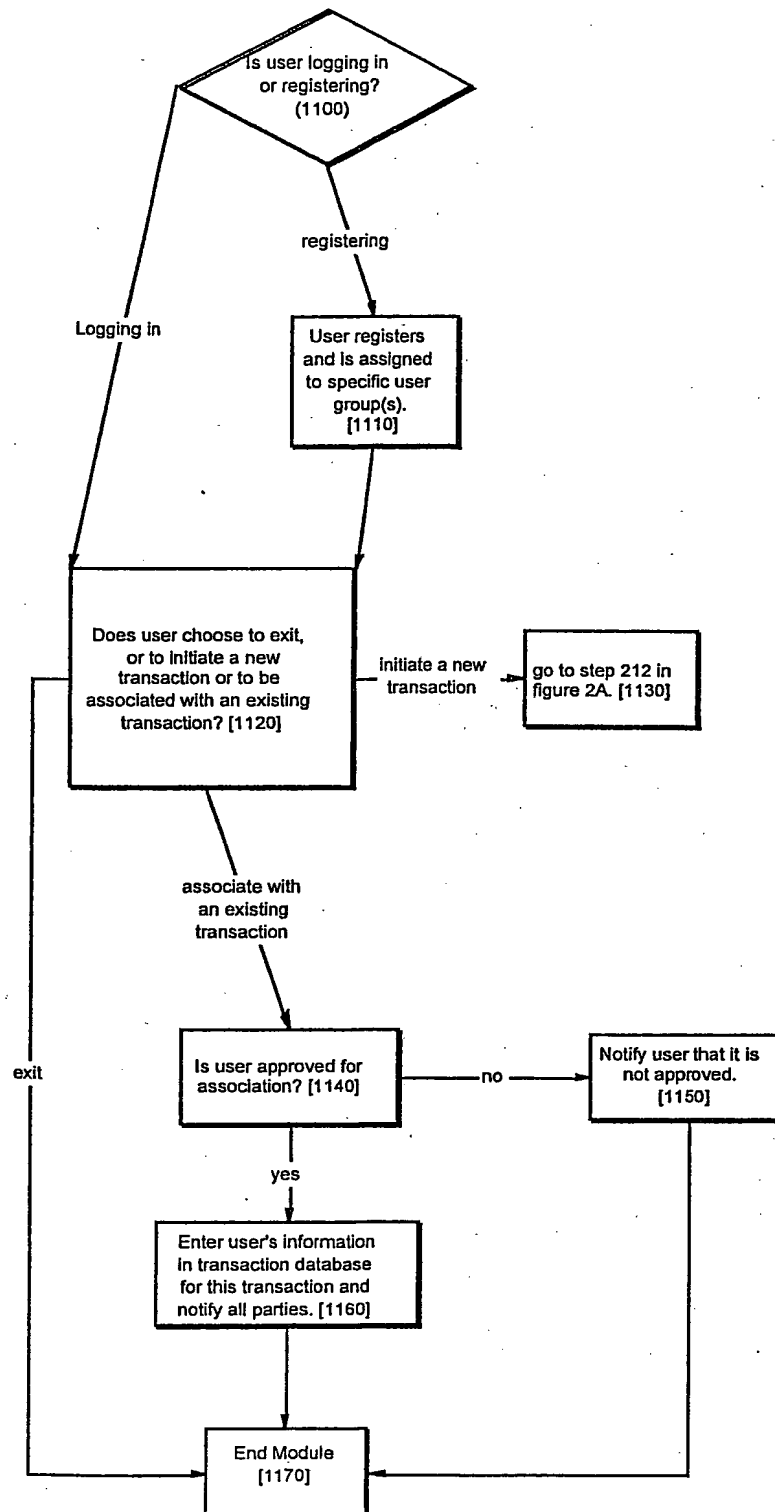 Is user logging in
or registering?
(1100)
registering
Logging in
User registers
and is assigned
to specific user
group(s).
[1110]
Does user choose to exit,
or to initiate a new
transaction or to be
associated with an existing
transaction? [1120]
initiate a new
transaction
go to step 212 in
figure 2A. [1130]
associate with
an existing
transaction
exit
Is user approved for
association? [1140]
no
Notify user that it is
not approved.
[1150]
yes
Enter user's information
in transaction database
for this transaction and
notify all parties. [1160]
End Module
[1170]